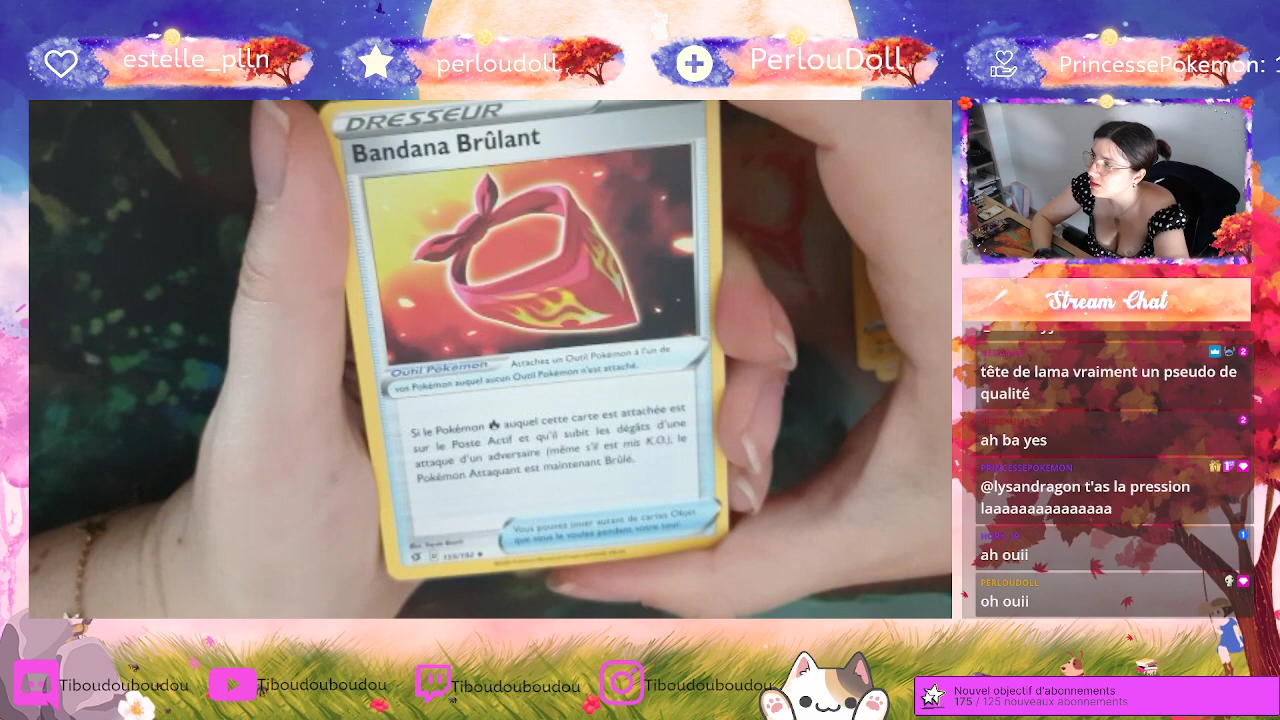 estelle_plln
perloudoll
PerlouDoll
PrincessePokemon: 1
DRESSEUR
Bandana Brûlant
Outil Pokémon
Attachez un Outil Pokémon à l'un de
vos Pokémon auquel aucun Outil Pokémon n'est attaché.
Si le Pokémon auquel cette carte est attachée est
sur le Poste Actif et qu'il subit les dégâts d'une
attaque d'un adversaire (même s'il est mis K.O.), le
Pokémon Attaquant est maintenant Brûlé.
Vous pouvez jouer autant de cartes Objet
que vous le voulez pendant votre tour.
155/192
Stream Chat
2
tête de lama vraiment un pseudo de
qualité
2
ah ba yes
PRINCESSEPOKEMON
@lysandragon t'as la pression
laaaaaaaaaaaaaaa
1
ah ouii
PERLOUDOLL
oh ouii
Tiboudouboudou
Tiboudouboudou
Tiboudouboudou
Tiboudouboudou
Nouvel objectif d'abonnements
175 / 125 nouveaux abonnements